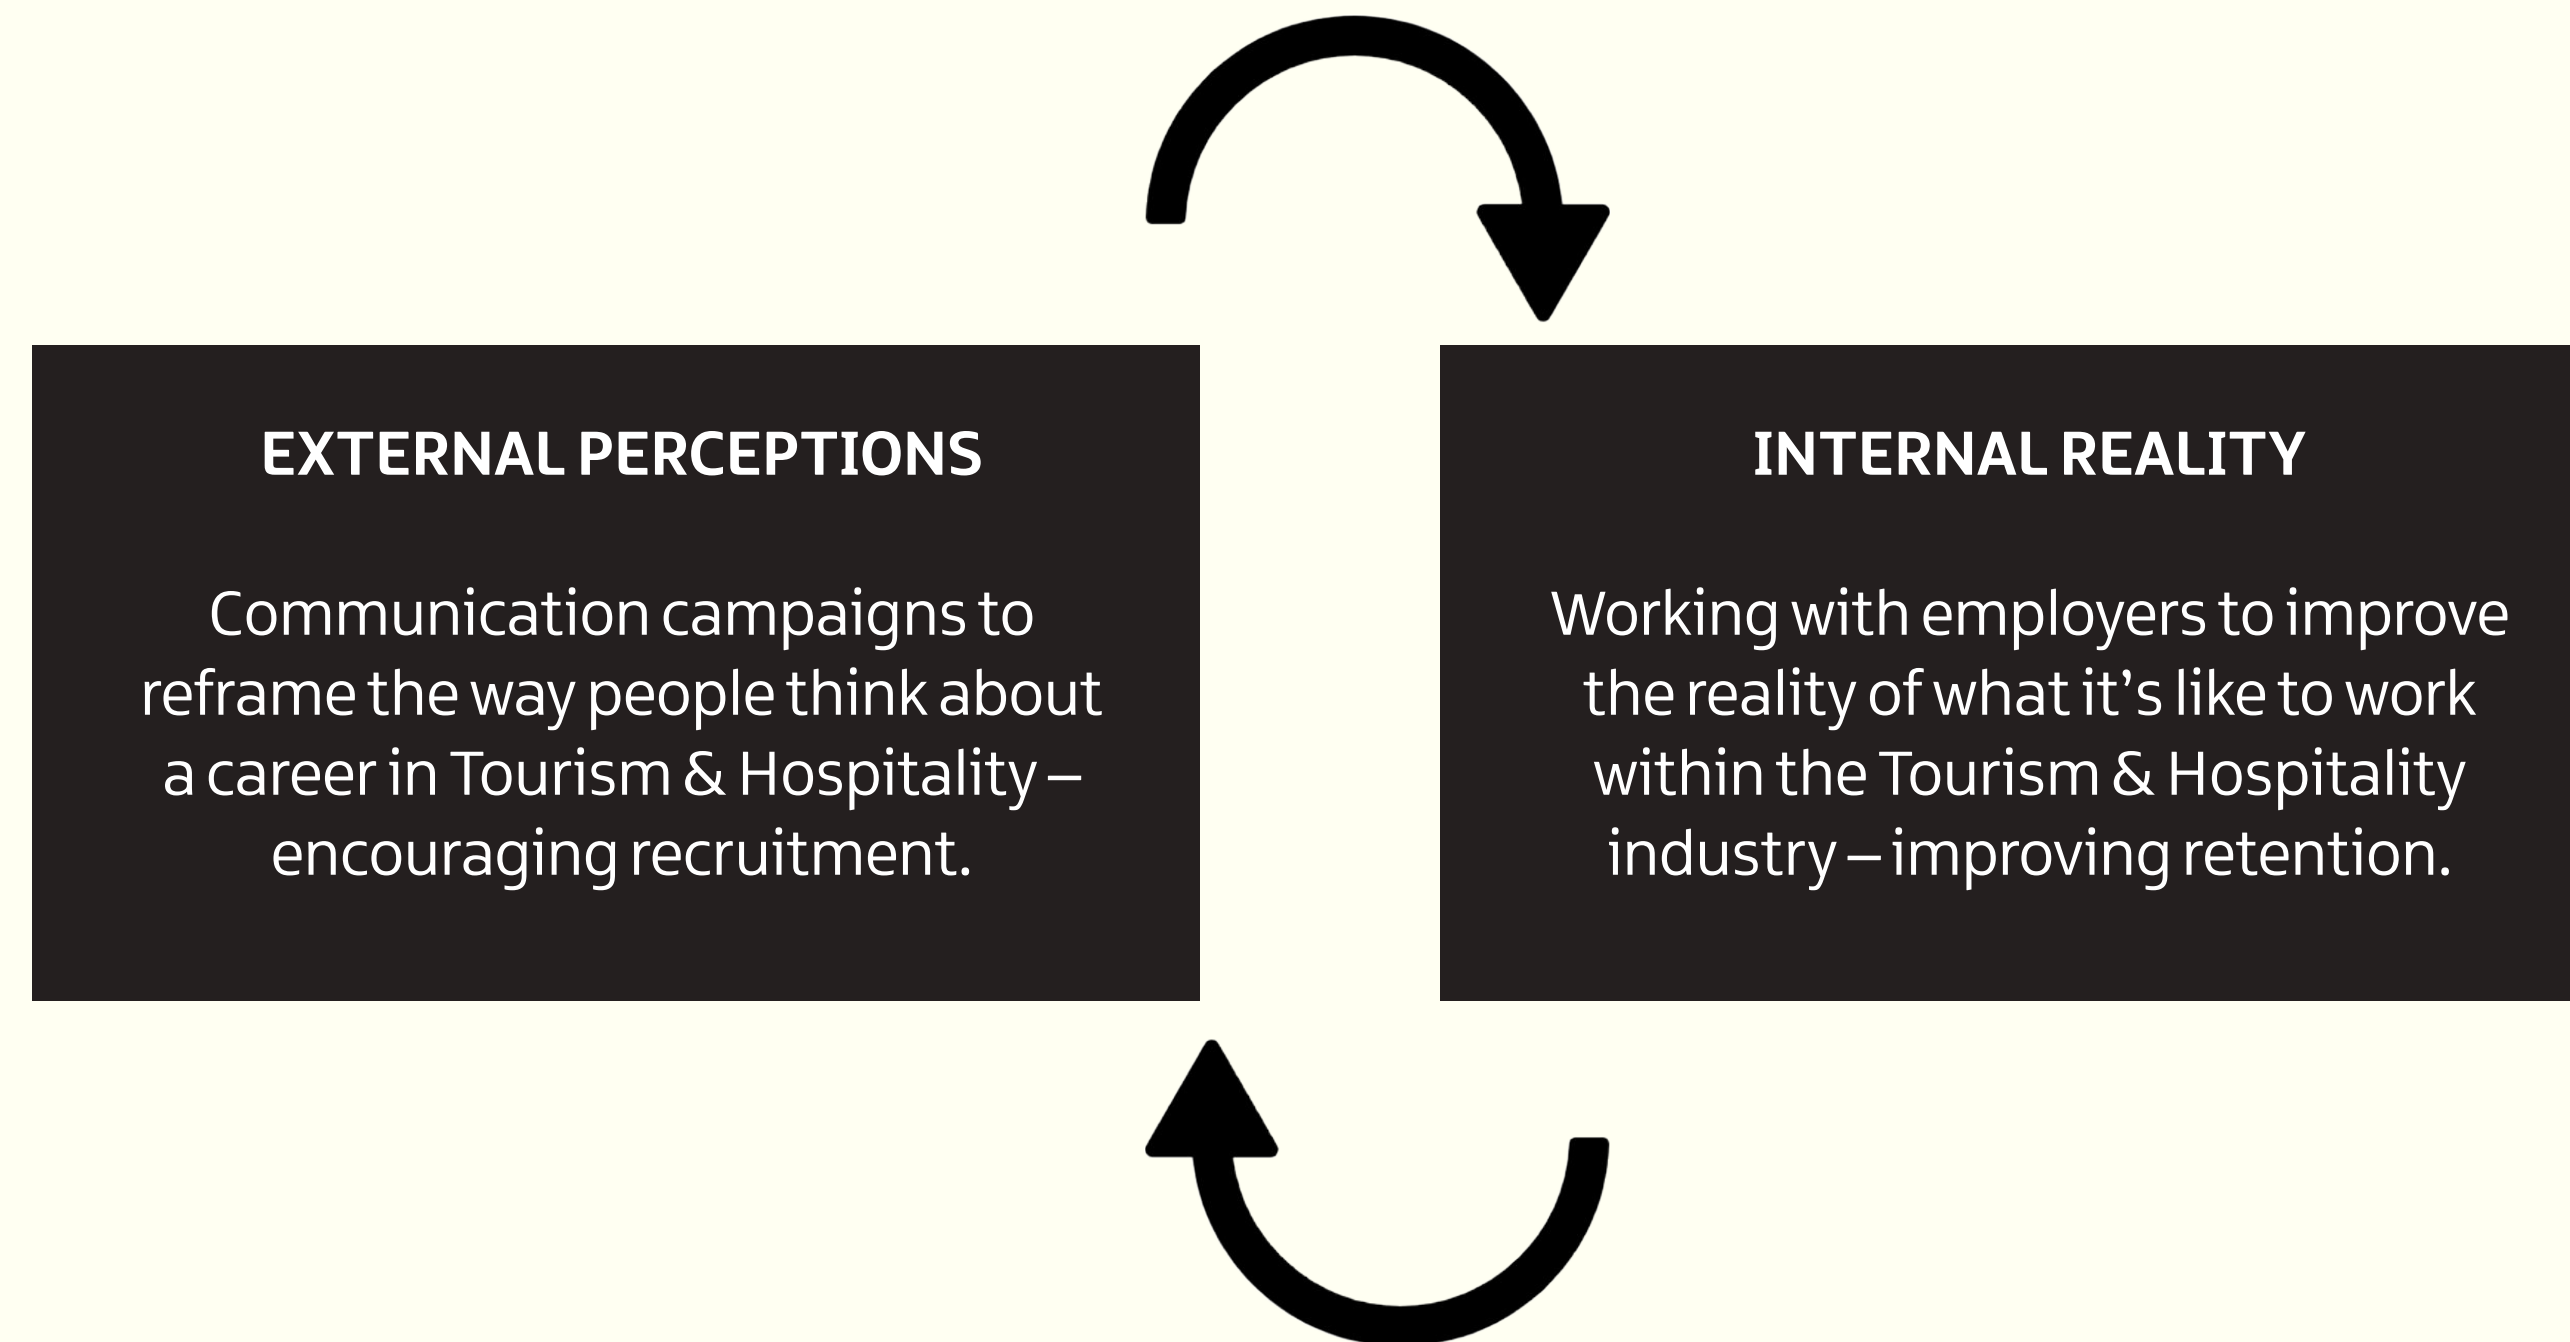 EXTERNAL PERCEPTIONS
Communication campaigns to
reframe the way people think about
a career in Tourism & Hospitality –
encouraging recruitment.
INTERNAL REALITY
Working with employers to improve
the reality of what it’s like to work
within the Tourism & Hospitality
industry – improving retention.